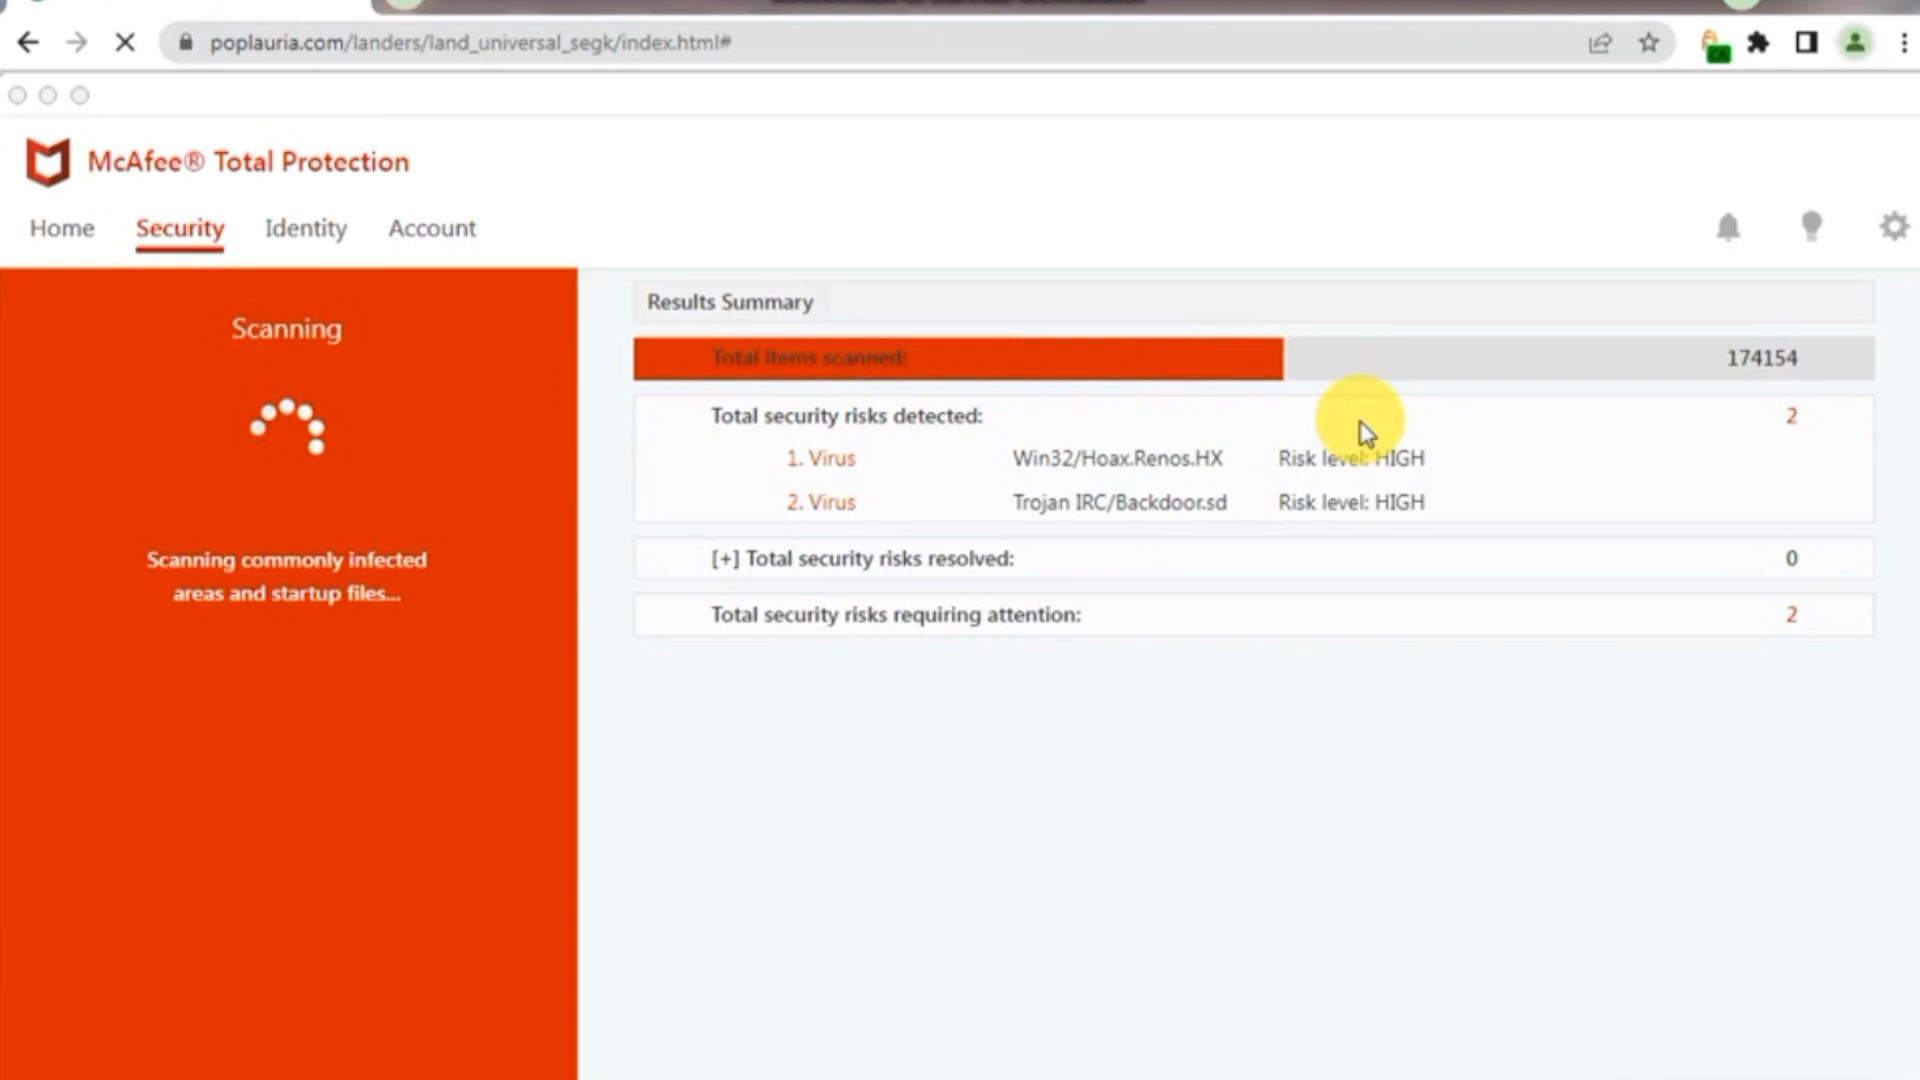 poplauria.com/landers/land_universal_segk/index.html#
McAfee® Total Protection
Home Security Identity Account
Scanning
Scanning commonly infected
areas and startup files...
Results Summary
Total items scanned: 174154
Total security risks detected: 2
1. Virus Win32/Hoax.Renos.HX Risk level: HIGH
2. Virus Trojan IRC/Backdoor.sd Risk level: HIGH
[+] Total security risks resolved: 0
Total security risks requiring attention: 2